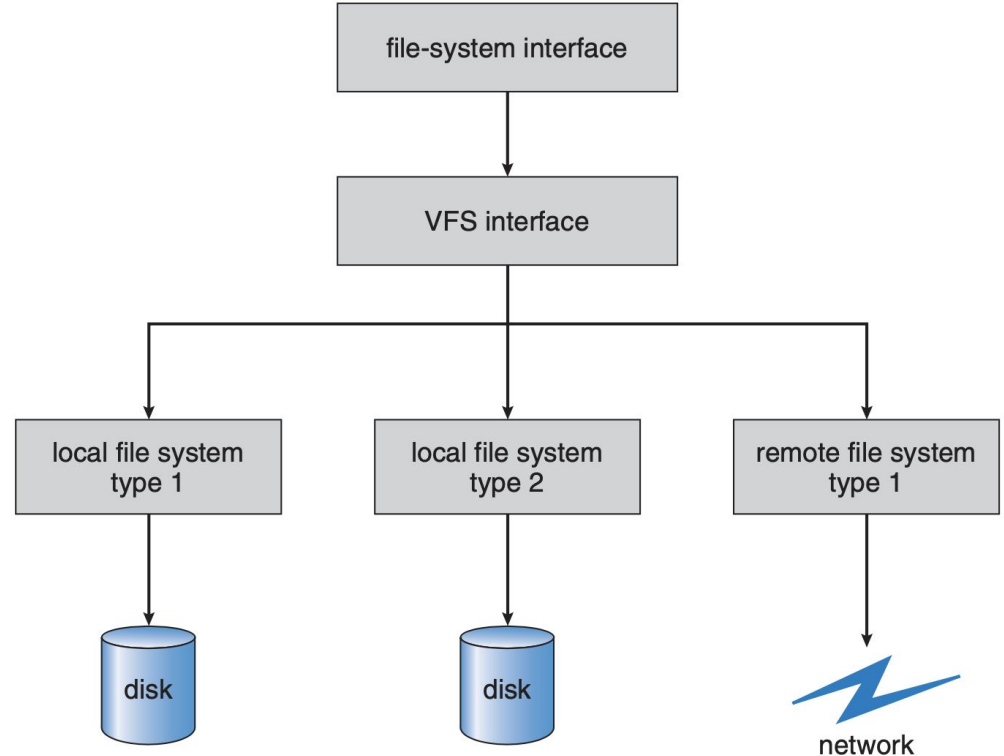 file-system interface
VFS interface
local file system
type 1
local file system
type 2
remote file system
type 1
disk
disk
network